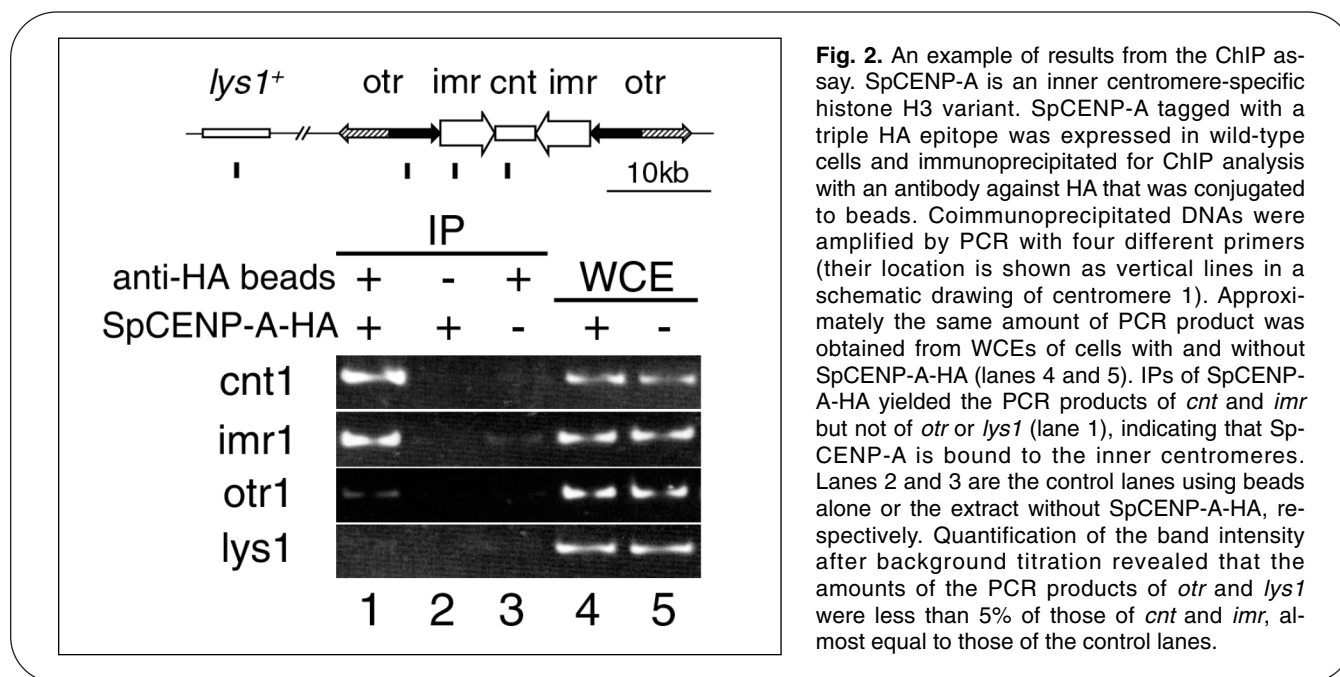 lys1+ otr imr cnt imr otr
10kb
IP
anti-HA beads + - + WCE
SpCENP-A-HA + + - + -
cnt1
imr1
otr1
lys1
1 2 3 4 5
Fig. 2. An example of results from the ChIP as-
say. SpCENP-A is an inner centromere-specific
histone H3 variant. SpCENP-A tagged with a
triple HA epitope was expressed in wild-type
cells and immunoprecipitated for ChIP analysis
with an antibody against HA that was conjugated
to beads. Coimmunoprecipitated DNAs were
amplified by PCR with four different primers
(their location is shown as vertical lines in a
schematic drawing of centromere 1). Approxi-
mately the same amount of PCR product was
obtained from WCEs of cells with and without
SpCENP-A-HA (lanes 4 and 5). IPs of SpCENP-
A-HA yielded the PCR products of cnt and imr
but not of otr or lys1 (lane 1), indicating that Sp-
CENP-A is bound to the inner centromeres.
Lanes 2 and 3 are the control lanes using beads
alone or the extract without SpCENP-A-HA, re-
spectively. Quantification of the band intensity
after background titration revealed that the
amounts of the PCR products of otr and lys1
were less than 5% of those of cnt and imr, al-
most equal to those of the control lanes.